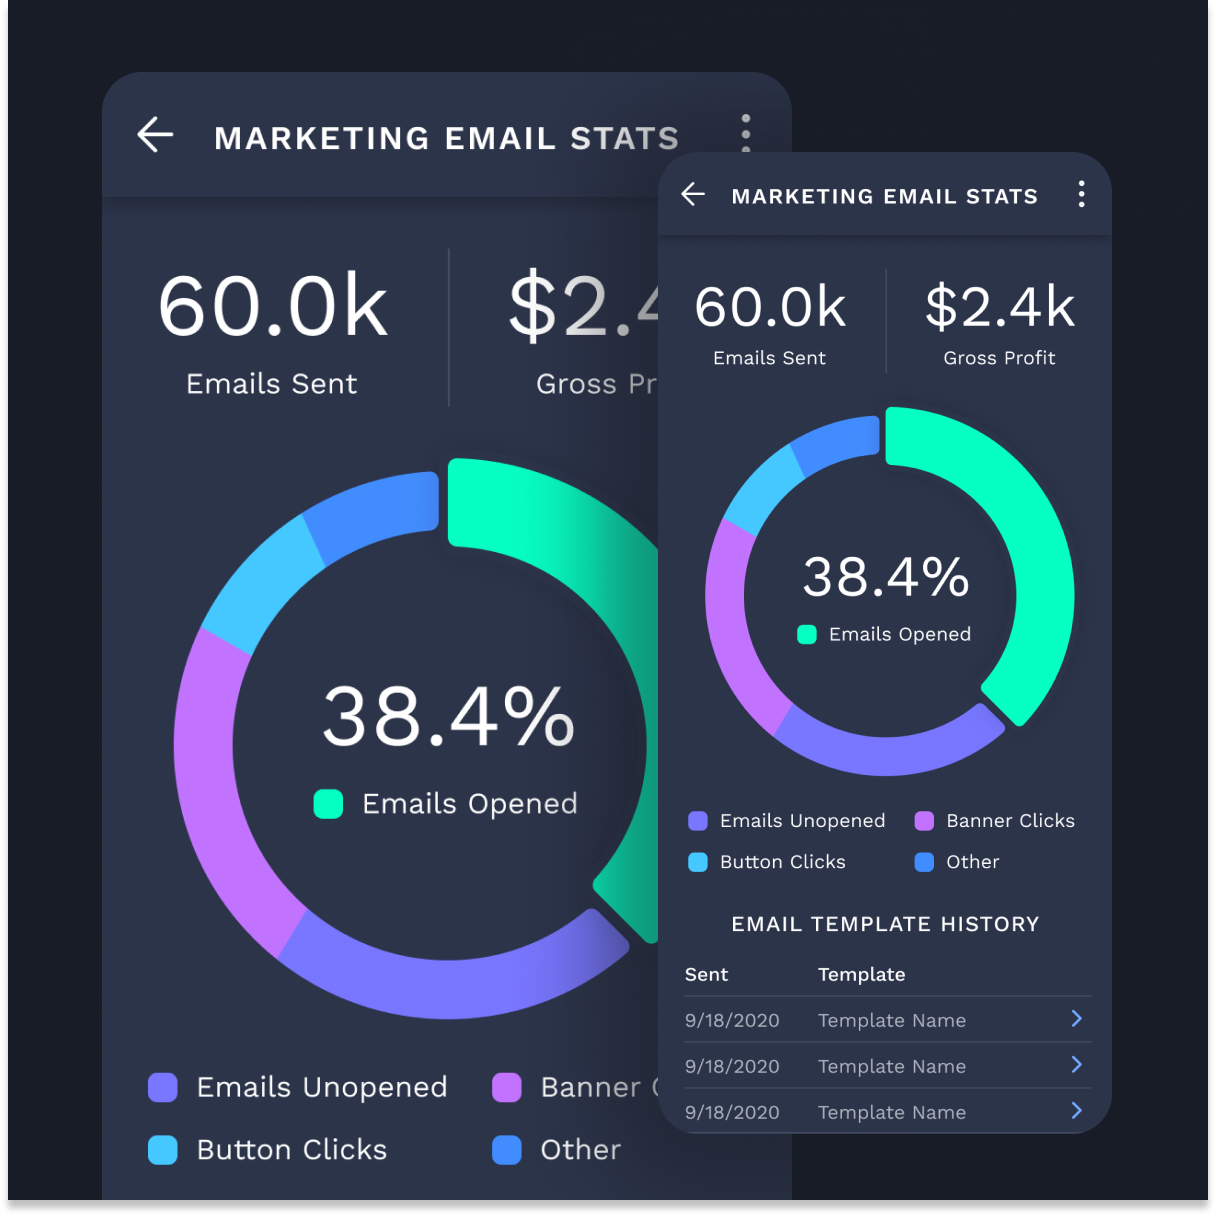 MARKETING EMAIL STATS
60.0k
Emails Sent
$2.4
Gross Pr
38.4%
Emails Opened
Emails Unopened
Banner
Button Clicks
Other
MARKETING EMAIL STATS
60.0k
$2.4k
Emails Sent
Gross Profit
38.4%
Emails Opened
Emails Unopened
Banner Clicks
Button Clicks
Other
EMAIL TEMPLATE HISTORY
Sent Template
9/18/2020 Template Name
9/18/2020 Template Name
9/18/2020 Template Name